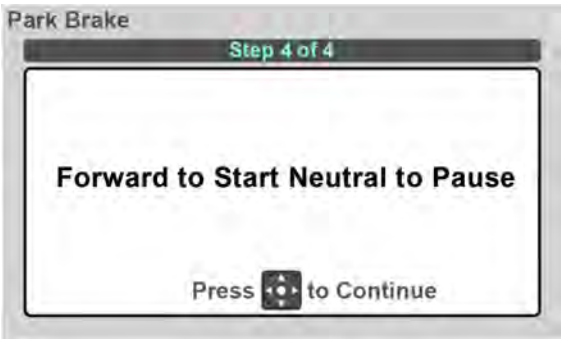 Park Brake
Step 4 of 4
Forward to Start Neutral to Pause
Press to Continue